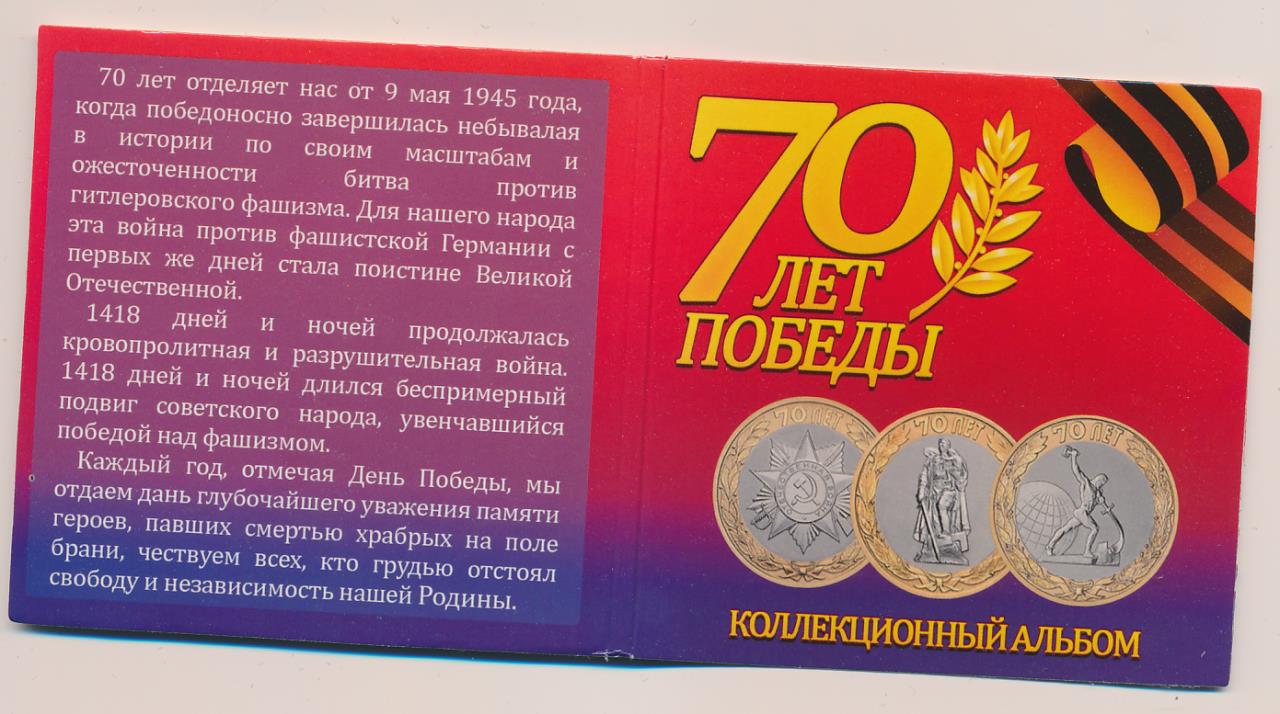 70 лет отделяет нас от 9 мая 1945 года,
когда победоносно завершилась небывалая
в истории по своим масштабам и
ожесточенности битва против
гитлеровского фашизма. Для нашего народа
эта война против фашистской Германии с
первых же дней стала поистине Великой
Отечественной.
1418 дней и ночей продолжалась
кровопролитная и разрушительная война.
1418 дней и ночей длился беспримерный
подвиг советского народа, увенчавшийся
победой над фашизмом.
Каждый год, отмечая День Победы, мы
отдаем дань глубочайшего уважения памяти
героев, павших смертью храбрых на поле
брани, чествуем всех, кто грудью отстоял
свободу и независимость нашей Родины.
70
ЛЕТ
ПОБЕДЫ
70 ЛЕТ
70 ЛЕТ
70 ЛЕТ
КОЛЛЕКЦИОННЫЙ АЛЬБОМ